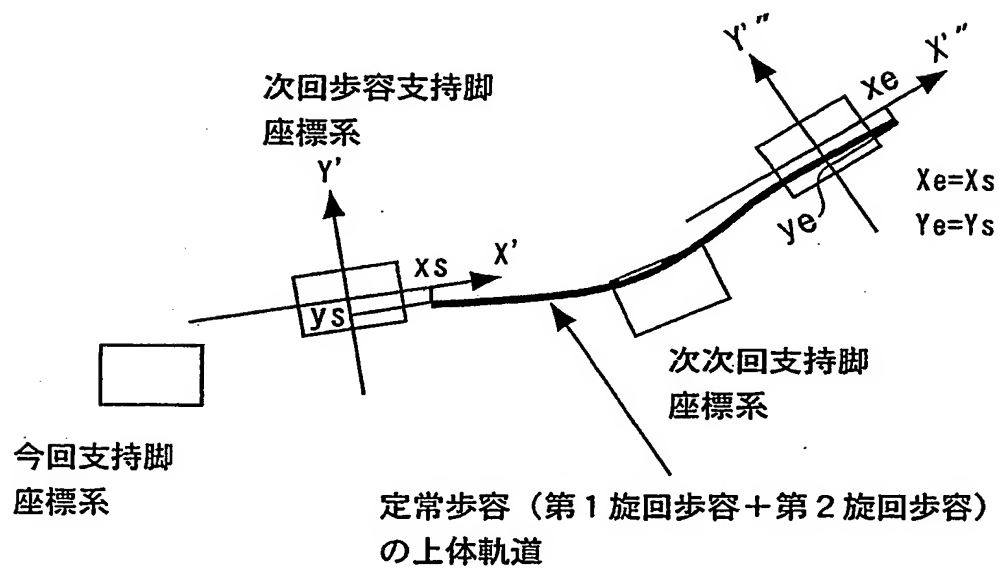 Y'"
X'"
xe
次回歩容支持脚
座標系
Y'
Xe=Xs
Ye=Ys
ye
X'
xs
ys
次次回支持脚
座標系
今回支持脚
座標系
定常歩容(第1旋回歩容+第2旋回歩容)
の上体軌道